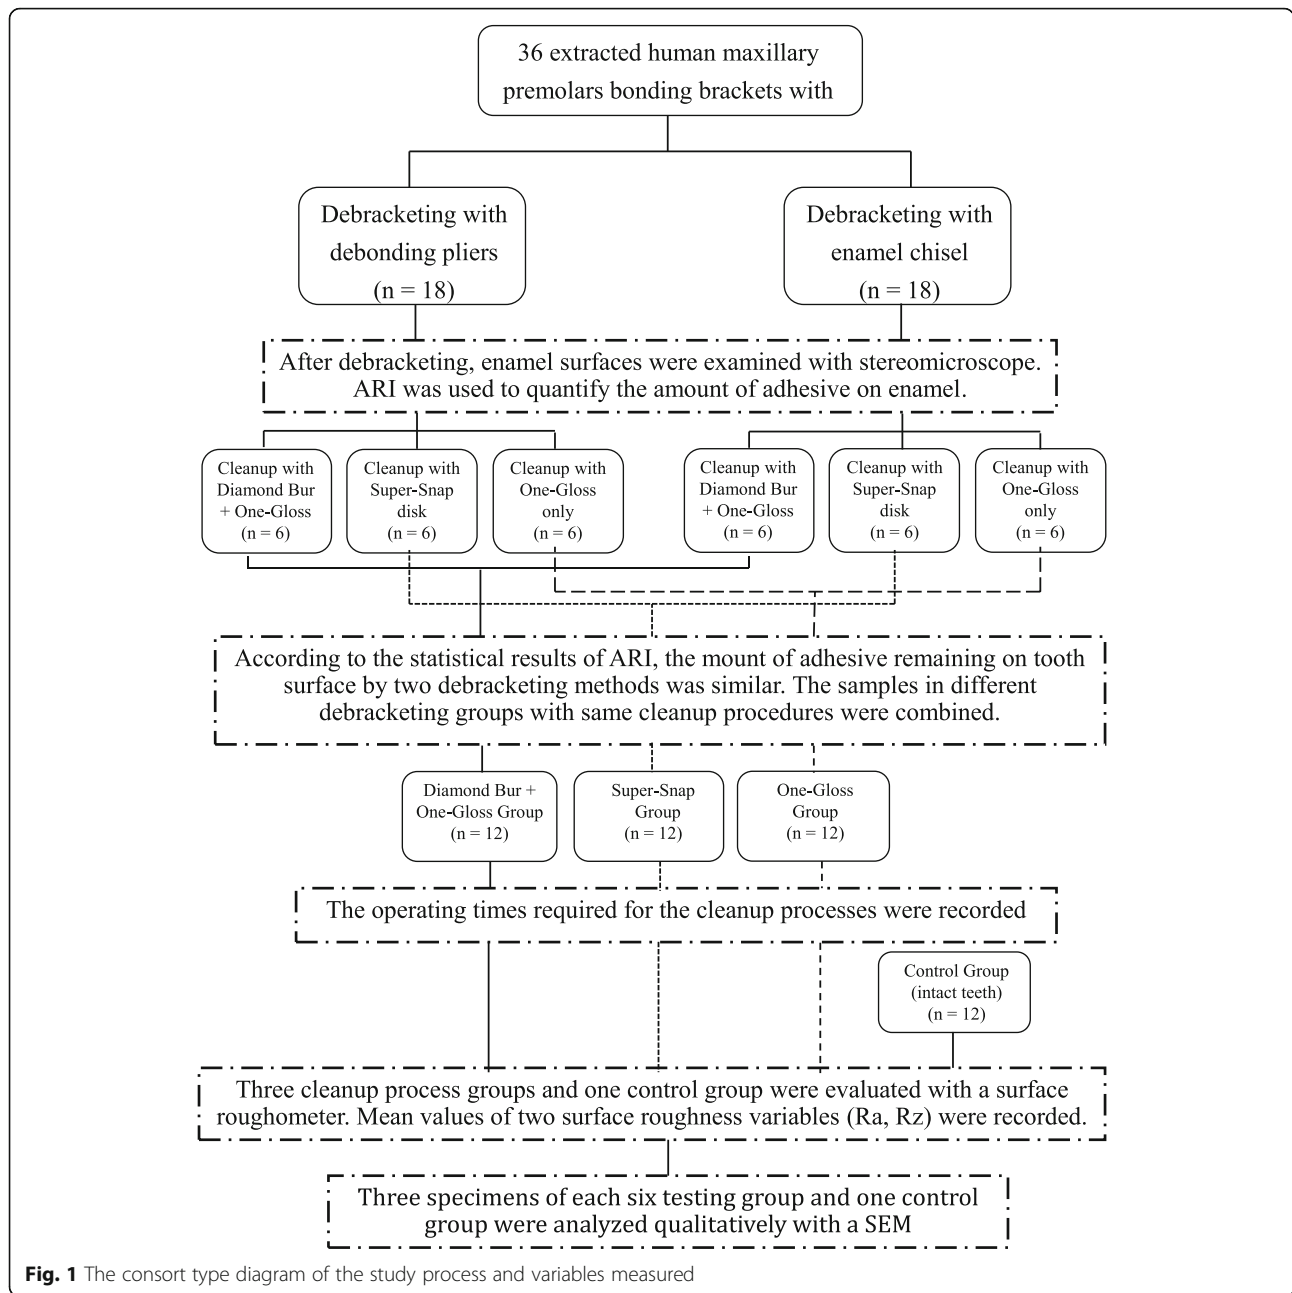 36 extracted human maxillary
premolars bonding brackets with
Debracketing with
debonding pliers
(n = 18)
Debracketing with
enamel chisel
(n = 18)
After debracketing, enamel surfaces were examined with stereomicroscope.
ARI was used to quantify the amount of adhesive on enamel.
Cleanup with
Diamond Bur
+ One-Gloss
(n = 6)
Cleanup with
Super-Snap
disk
(n = 6)
Cleanup with
One-Gloss
only
(n = 6)
Cleanup with
Diamond Bur
+ One-Gloss
(n = 6)
Cleanup with
Super-Snap
disk
(n = 6)
Cleanup with
One-Gloss
only
(n = 6)
According to the statistical results of ARI, the mount of adhesive remaining on tooth
surface by two debracketing methods was similar. The samples in different
debracketing groups with same cleanup procedures were combined.
Diamond Bur +
One-Gloss Group
(n = 12)
Super-Snap
Group
(n = 12)
One-Gloss
Group
(n = 12)
The operating times required for the cleanup processes were recorded
Control Group
(intact teeth)
(n = 12)
Three cleanup process groups and one control group were evaluated with a surface
roughometer. Mean values of two surface roughness variables (Ra, Rz) were recorded.
Three specimens of each six testing group and one control
group were analyzed qualitatively with a SEM
Fig. 1 The consort type diagram of the study process and variables measured